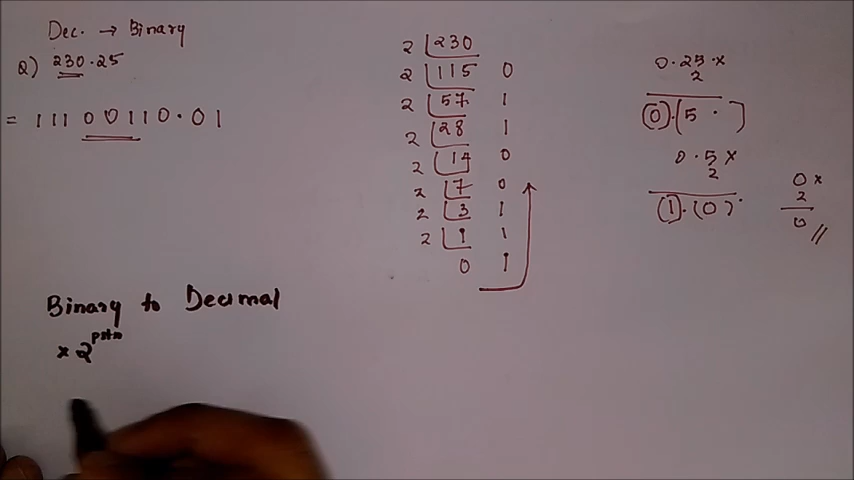 Dec. → Binary
Q) 230.25
= 11100110.01
2 230
2 115 0
2 57 1
2 28 1
2 14 0
2 7 0
2 3 1
2 1 1
0 1
0.25 x
2
(0).(5 )
0.5 x
2
(1).(0)
0 x
2
0 //
Binary to Decimal
x 2^pstn